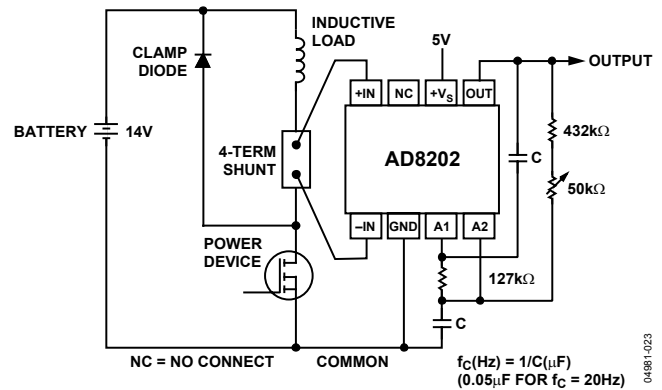 INDUCTIVE
LOAD
CLAMP
DIODE
5V
OUTPUT
+IN
NC
+VS
OUT
BATTERY
14V
4-TERM
SHUNT
AD8202
C
432kΩ
50kΩ
–IN
GND
A1
A2
POWER
DEVICE
127kΩ
C
NC = NO CONNECT
COMMON
fC(Hz) = 1/C(μF)
(0.05μF FOR fC = 20Hz)
04981-023